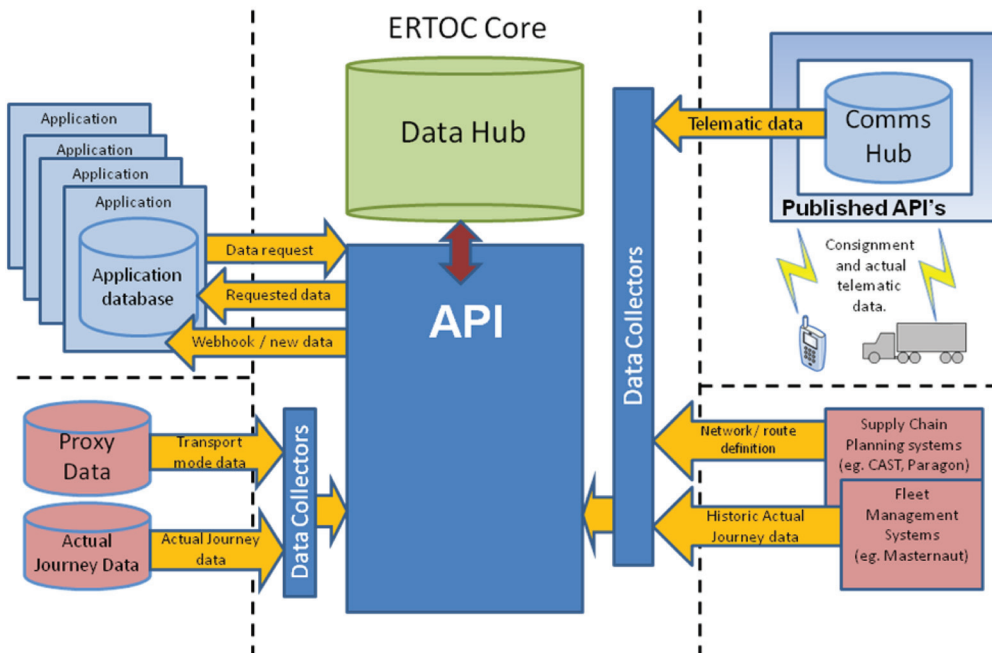 ERTOC Core
Data Hub
API
Application
Application
Application
Application
Application
database
Data request
Requested data
Webhook / new data
Proxy
Data
Transport
mode data
Actual
Journey Data
Actual Journey
data
Data Collectors
Data Collectors
Telematic data
Comms
Hub
Published API's
Consignment
and actual
telematic
data.
Network/ route
definition
Supply Chain
Planning systems
(eg. CAST, Paragon)
Historic Actual
Journey data
Fleet
Management
Systems
(eg. Masternaut)